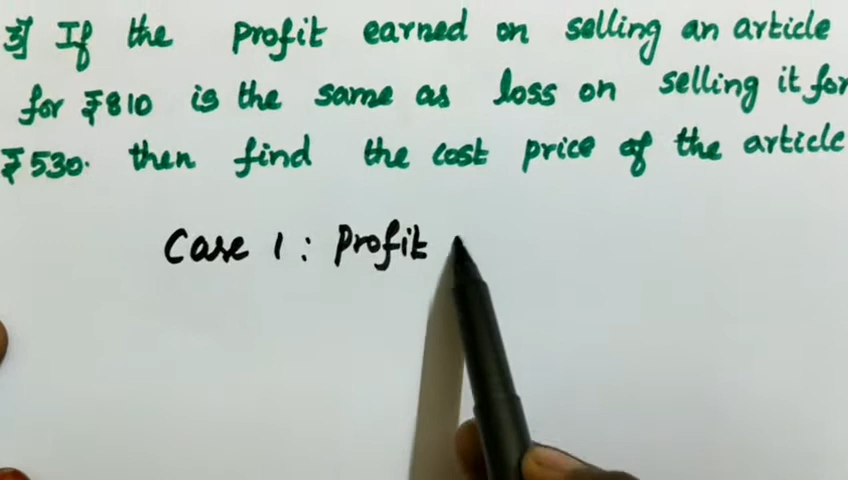 3] If the profit earned on selling an article
for ₹810 is the same as loss on selling it for
₹530. then find the cost price of the article
Case 1 : Profit